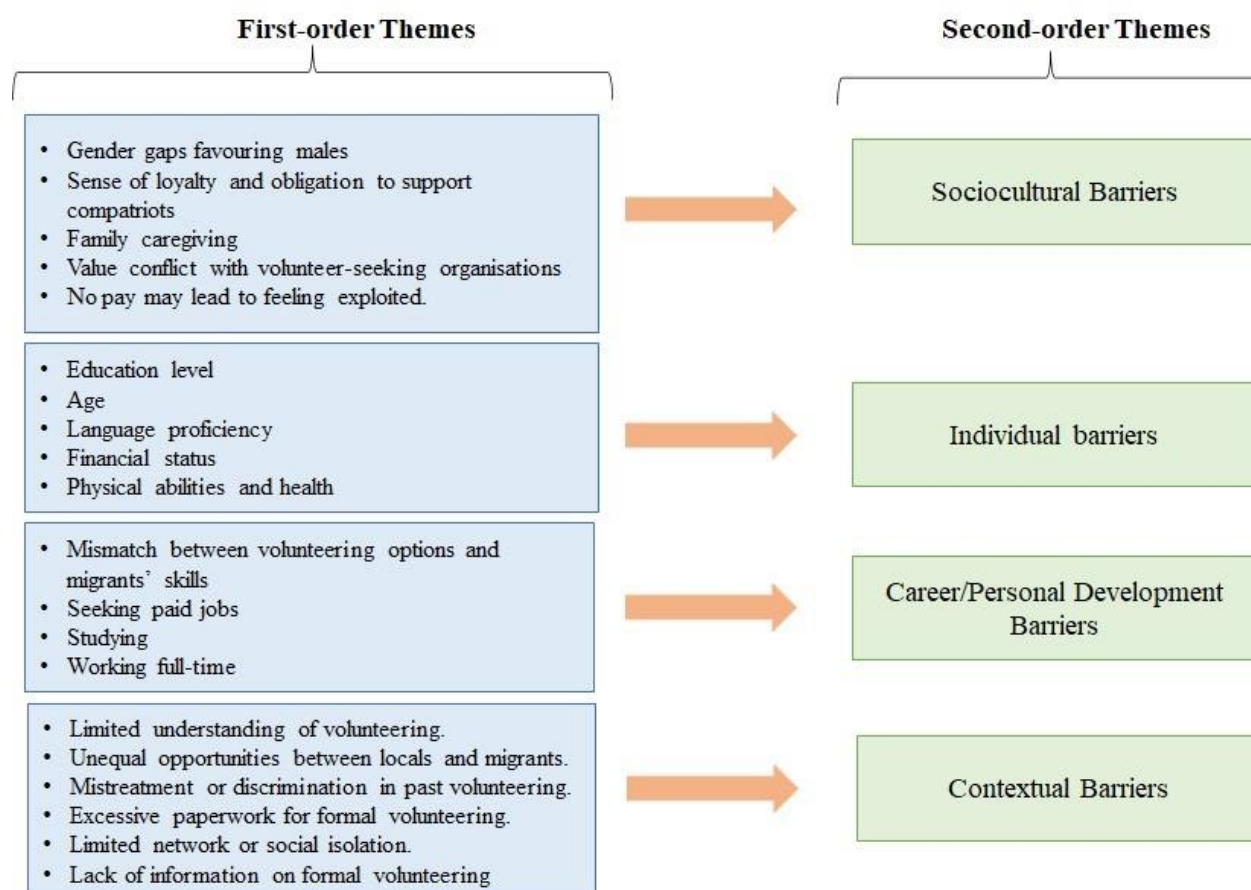 First-order Themes
Second-order Themes
• Gender gaps favouring males
• Sense of loyalty and obligation to support
compatriots
• Family caregiving
• Value conflict with volunteer-seeking organisations
• No pay may lead to feeling exploited.
Sociocultural Barriers
• Education level
• Age
• Language proficiency
• Financial status
• Physical abilities and health
Individual barriers
• Mismatch between volunteering options and
migrants’ skills
• Seeking paid jobs
• Studying
• Working full-time
Career/Personal Development
Barriers
• Limited understanding of volunteering.
• Unequal opportunities between locals and migrants.
• Mistreatment or discrimination in past volunteering.
• Excessive paperwork for formal volunteering.
• Limited network or social isolation.
• Lack of information on formal volunteering
Contextual Barriers